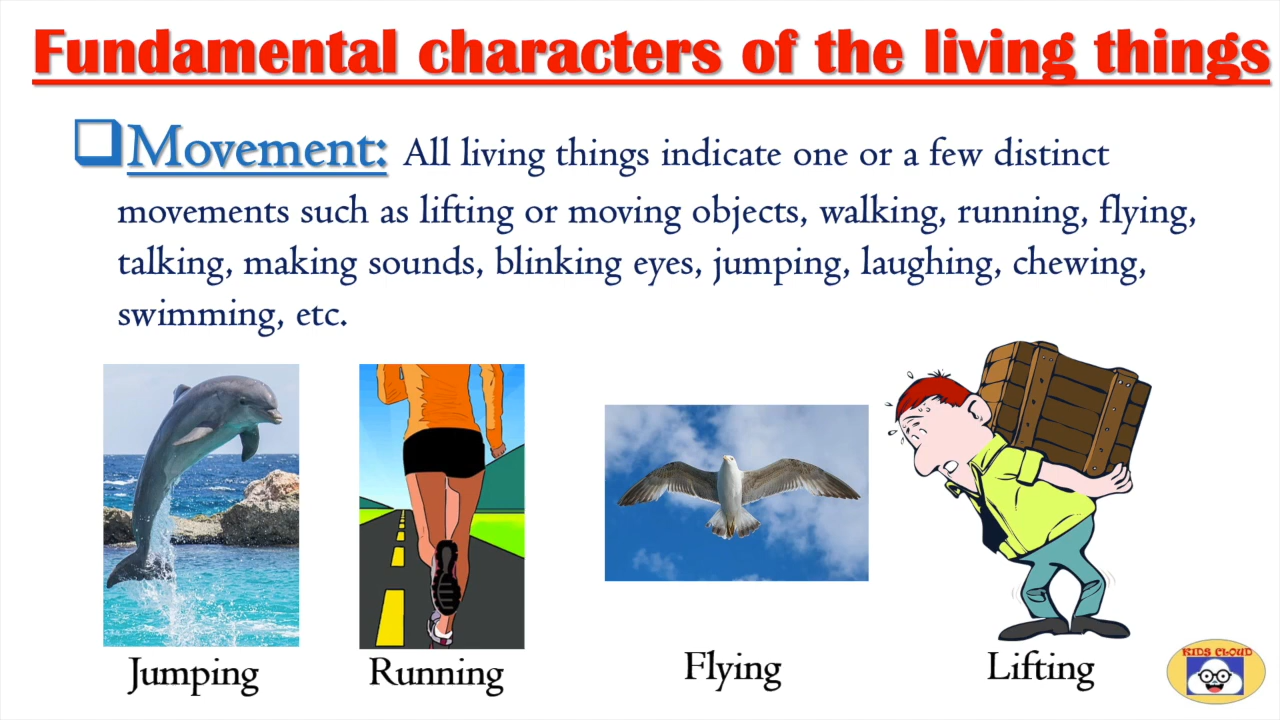 Fundamental characters of the living things
Movement: All living things indicate one or a few distinct
movements such as lifting or moving objects, walking, running, flying,
talking, making sounds, blinking eyes, jumping, laughing, chewing,
swimming, etc.
Jumping
Running
Flying
Lifting
KIDS CLOUD